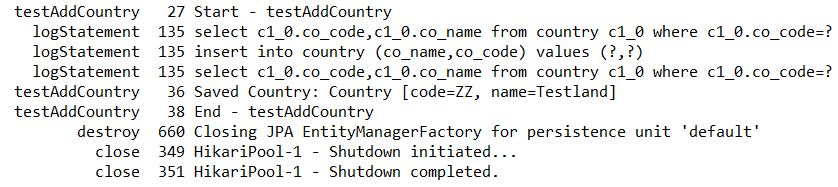 testAddCountry 27 Start - testAddCountry
logStatement 135 select c1_0.co_code,c1_0.co_name from country c1_0 where c1_0.co_code=?
logStatement 135 insert into country (co_name,co_code) values (?,?)
logStatement 135 select c1_0.co_code,c1_0.co_name from country c1_0 where c1_0.co_code=?
testAddCountry 36 Saved Country: Country [code=ZZ, name=Testland]
testAddCountry 38 End - testAddCountry
destroy 660 Closing JPA EntityManagerFactory for persistence unit 'default'
close 349 HikariPool-1 - Shutdown initiated...
close 351 HikariPool-1 - Shutdown completed.